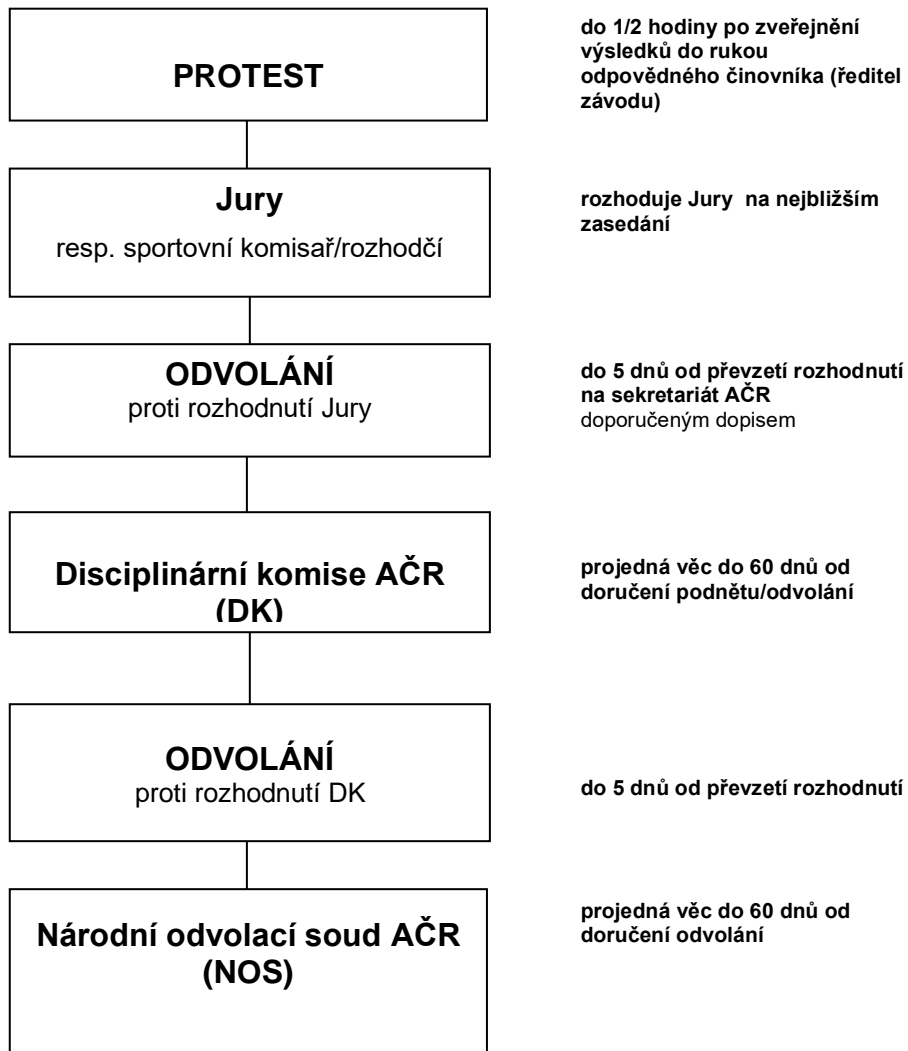 PROTEST
do 1/2 hodiny po zveřejnění
výsledků do rukou
odpovědného činovníka (ředitel
závodu)
Jury
resp. sportovní komisař/rozhodčí
rozhoduje Jury  na nejbližším
zasedání
ODVOLÁNÍ
proti rozhodnutí Jury
do 5 dnů od převzetí rozhodnutí
na sekretariát AČR
doporučeným dopisem
Disciplinární komise AČR
(DK)
projedná věc do 60 dnů od
doručení podnětu/odvolání
ODVOLÁNÍ
proti rozhodnutí DK
do 5 dnů od převzetí rozhodnutí
Národní odvolací soud AČR
(NOS)
projedná věc do 60 dnů od
doručení odvolání